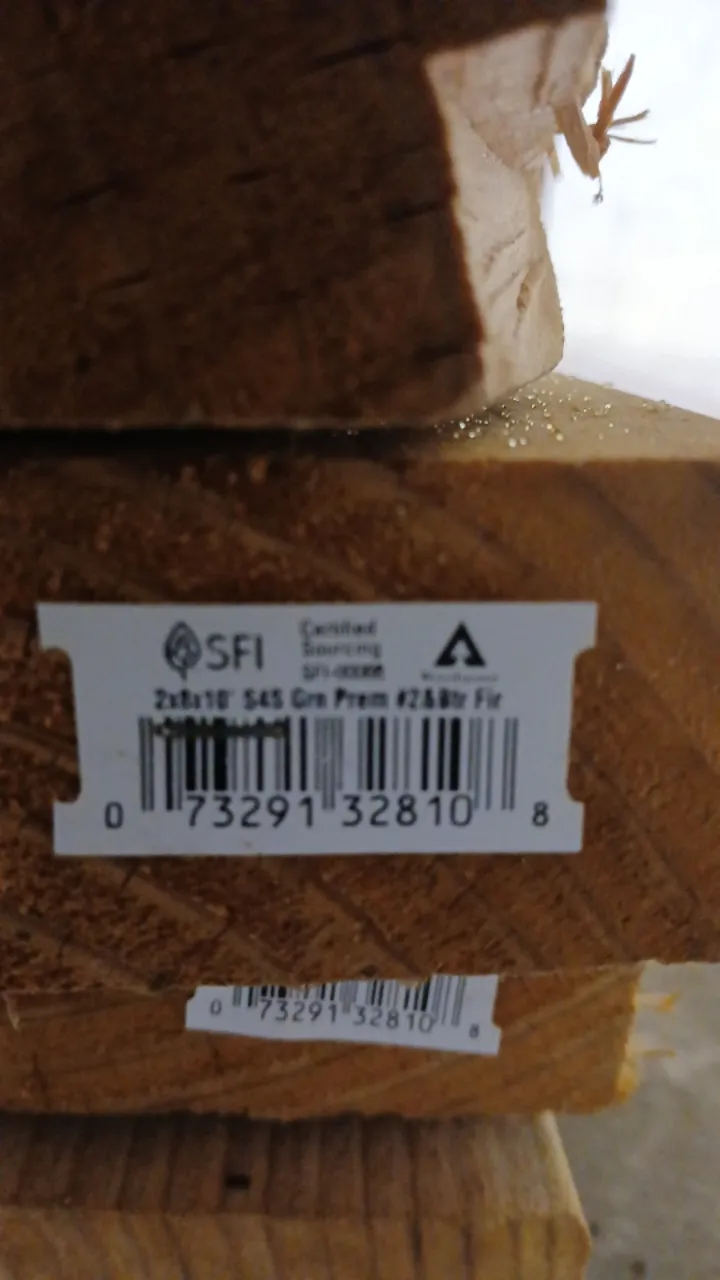 SFI
Certified
Sourcing
2x8x10' S4S Grn Prem #2&Btr Fir
0 73291 32810 8
0 73291 32810 8